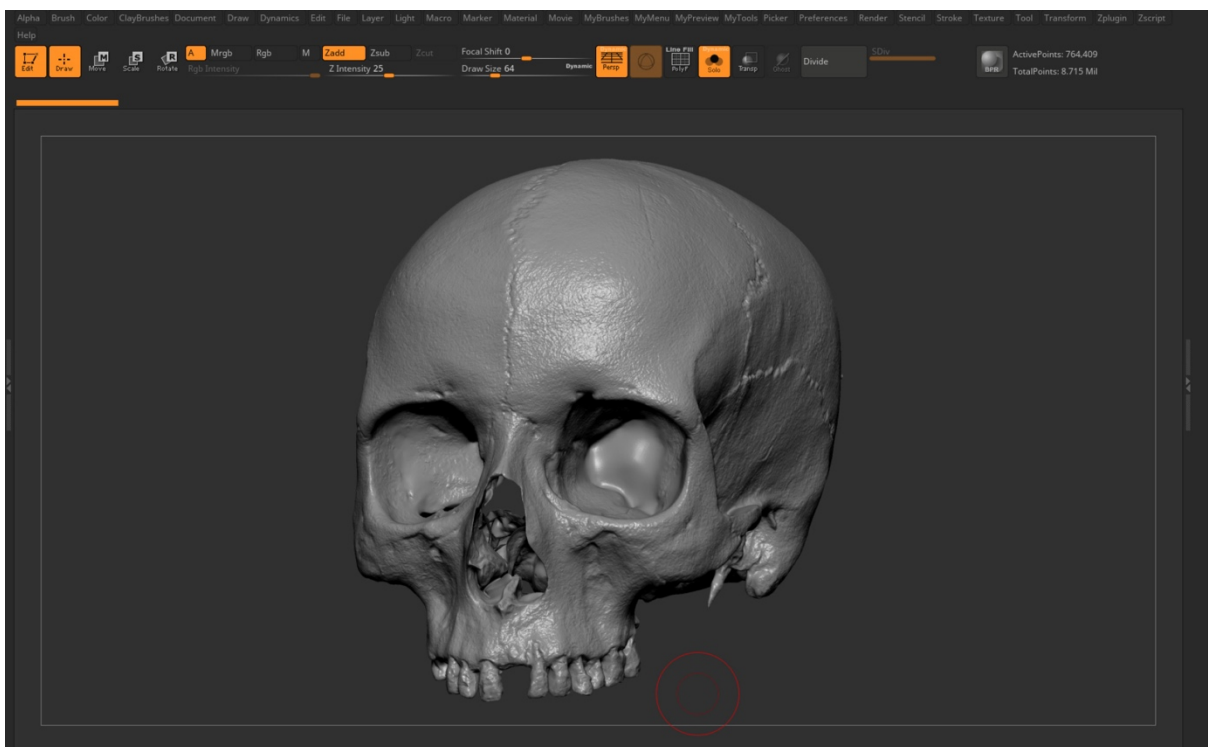 Alpha Brush Color ClayBrushes Document Draw Dynamics Edit File Layer Light Macro Marker Material Movie MyBrushes MyMenu MyPreview MyTools Picker Preferences Render Stencil Stroke Texture Tool Transform Zplugin Zscript
Help
A Mrgb Rgb M Zadd Zsub Zcut Focal Shift 0 Line Fill Dynamic SDiv ActivePoints: 764.409
Edit Draw Move Scale Rotate Rgb Intensity Z Intensity 25 Draw Size 64 Dynamic Persp PolyF Solo Transp Ghost Divide SPix TotalPoints: 8.715 Mil